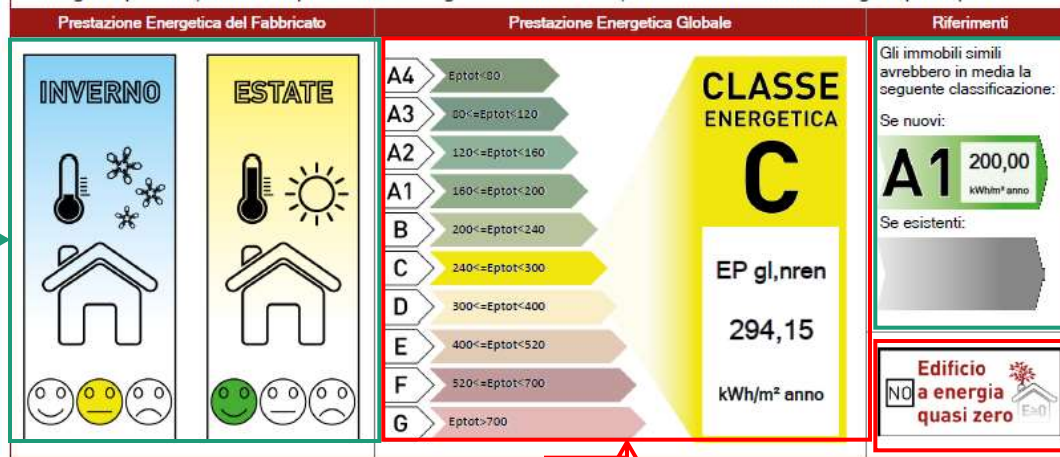 Prestazione Energetica del Fabbricato
Prestazione Energetica Globale
Riferimenti
INVERNO
ESTATE
A4 Eptot<80
A3 80<=Eptot<120
A2 120<=Eptot<160
A1 160<=Eptot<200
B 200<=Eptot<240
C 240<=Eptot<300
D 300<=Eptot<400
E 400<=Eptot<520
F 520<=Eptot<700
G Eptot>700
CLASSE
ENERGETICA
C
EP gl,nren
294,15
kWh/m² anno
Gli immobili simili
avrebbero in media la
seguente classificazione:
Se nuovi:
A1 200,00
kWh/m² anno
Se esistenti:
NO
Edificio
a energia
quasi zero